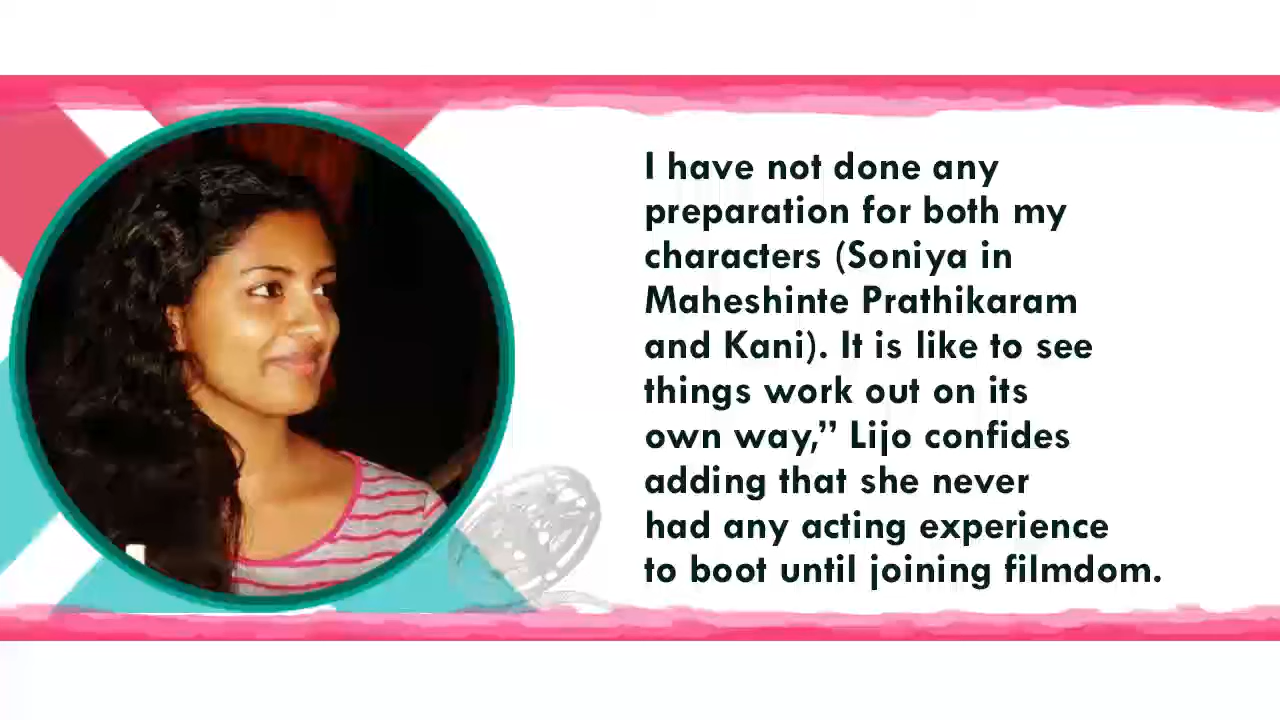 I have not done any
preparation for both my
characters (Soniya in
Maheshinte Prathikaram
and Kani). It is like to see
things work out on its
own way,” Lijo confides
adding that she never
had any acting experience
to boot until joining filmdom.